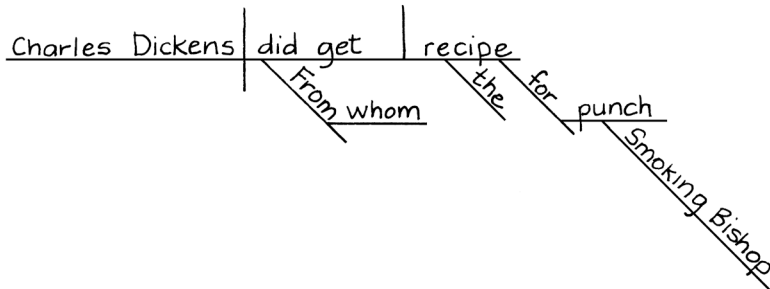 Charles Dickens did get recipe
From whom
the
for
punch
Smoking Bishop